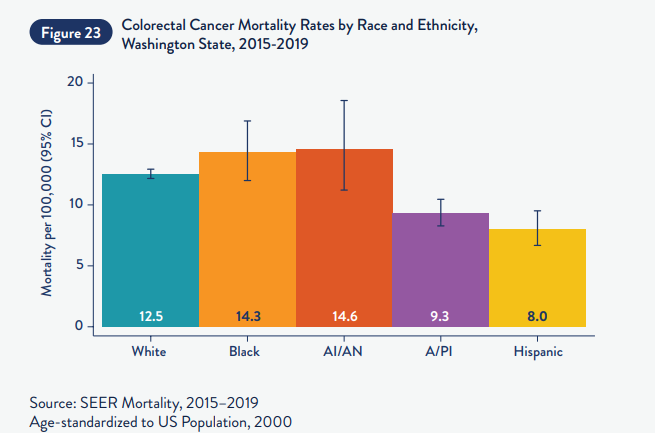 Figure 23
Colorectal Cancer Mortality Rates by Race and Ethnicity,
Washington State, 2015-2019
Mortality per 100,000 (95% CI)
20
15
10
5
0
12.5
14.3
14.6
9.3
8.0
White
Black
AI/AN
A/PI
Hispanic
Source: SEER Mortality, 2015–2019
Age-standardized to US Population, 2000